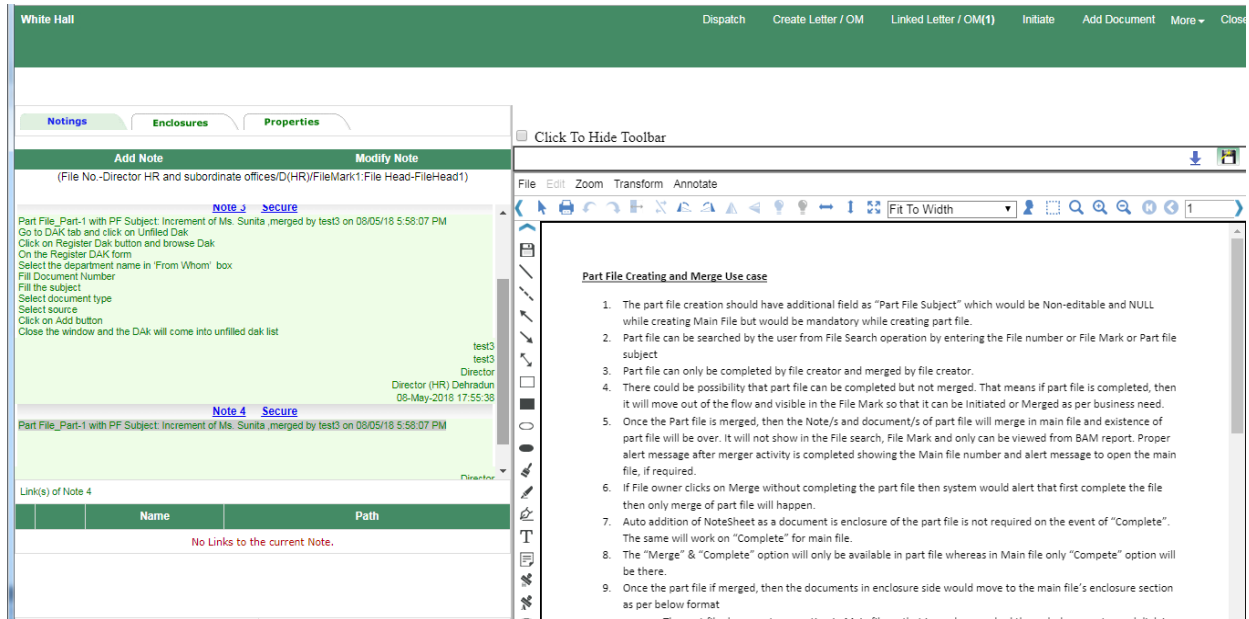 White Hall
Dispatch Create Letter / OM Linked Letter / OM(1) Initiate Add Document More Close
Notings Enclosures Properties
Add Note Modify Note
(File No.-Director HR and subordinate offices/D(HR)/FileMark1:File Head-FileHead1)
Note 3 Secure
Part File_Part-1 with PF Subject: Increment of Ms. Sunita ,merged by test3 on 08/05/18 5:58:07 PM
Go to DAK tab and click on Unfiled Dak
Click on Register Dak button and browse Dak
On the Register DAK form
Select the department name in 'From Whom' box
Fill Document Number
Fill the subject
Select document type
Select source
Click on Add button
Close the window and the DAk will come into unfilled dak list
test3
test3
Director
Director (HR) Dehradun
08-May-2018 17:55:38
Note 4 Secure
Part File_Part-1 with PF Subject: Increment of Ms. Sunita ,merged by test3 on 08/05/18 5:58:07 PM
Director
Link(s) of Note 4
Name Path
No Links to the current Note.
Click To Hide Toolbar
File Edit Zoom Transform Annotate
Fit To Width 1
T
Part File Creating and Merge Use case
1. The part file creation should have additional field as "Part File Subject" which would be Non-editable and NULL
while creating Main File but would be mandatory while creating part file.
2. Part file can be searched by the user from File Search operation by entering the File number or File Mark or Part file
subject
3. Part file can only be completed by file creator and merged by file creator.
4. There could be possibility that part file can be completed but not merged. That means if part file is completed, then
it will move out of the flow and visible in the File Mark so that it can be Initiated or Merged as per business need.
5. Once the Part file is merged, then the Note/s and document/s of part file will merge in main file and existence of
part file will be over. It will not show in the File search, File Mark and only can be viewed from BAM report. Proper
alert message after merger activity is completed showing the Main file number and alert message to open the main
file, if required.
6. If File owner clicks on Merge without completing the part file then system would alert that first complete the file
then only merge of part file will happen.
7. Auto addition of NoteSheet as a document is enclosure of the part file is not required on the event of "Complete".
The same will work on "Complete" for main file.
8. The "Merge" & "Complete" option will only be available in part file whereas in Main file only "Compete" option will
be there.
9. Once the part file if merged, then the documents in enclosure side would move to the main file's enclosure section
as per below format